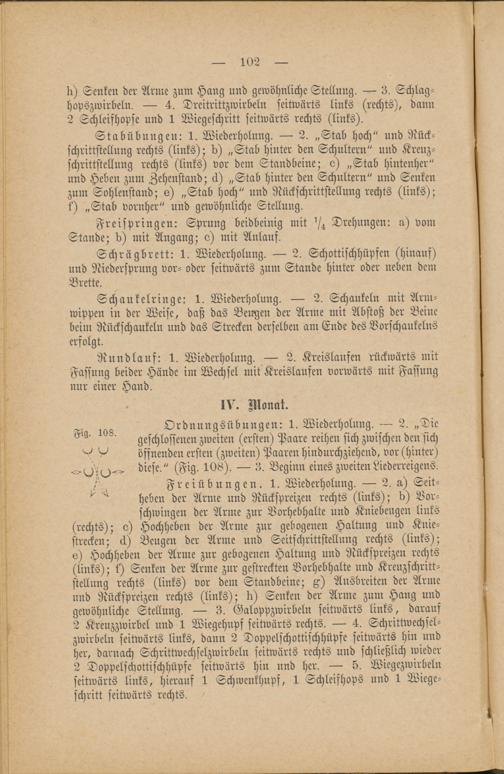 — 102 —
h) Senken der Arme zum Hang und gewöhnliche Stellung. — 3. Schlag-
hopszwirbeln. — 4. Dreitrittzwirbeln seitwärts links (rechts), dann
2 Schleifhopse und 1 Wiegeschritt seitwärts rechts (links).
Stabübungen: 1. Wiederholung. — 2. „Stab hoch“ und Rück-
schrittstellung rechts (links); b) „Stab hinter den Schultern“ und Kreuz-
schrittstellung rechts (links) vor dem Standbeine; c) „Stab hintenher“
und Heben zum Zehenstand; d) „Stab hinter den Schultern“ und Senken
zum Sohlenstand; e) „Stab hoch“ und Rückschrittstellung rechts (links);
f) „Stab vornher“ und gewöhnliche Stellung.
Freispringen: Sprung beidbeinig mit 1/4 Drehungen: a) vom
Stande; b) mit Angang; c) mit Anlauf.
Schrägbrett: 1. Wiederholung. — 2. Schottischhüpfen (hinauf)
und Niedersprung vor- oder seitwärts zum Stande hinter oder neben dem
Brette.
Schaukelringe: 1. Wiederholung. — 2. Schaukeln mit Arm-
wippen in der Weise, daß das Beugen der Arme mit Abstoß der Beine
beim Rückschaukeln und das Strecken derselben am Ende des Vorschaukelns
erfolgt.
Rundlauf: 1. Wiederholung. — 2. Kreislaufen rückwärts mit
Fassung beider Hände im Wechsel mit Kreislaufen vorwärts mit Fassung
nur einer Hand.
IV. Monat.
Ordnungsübungen: 1. Wiederholung. — 2. „Die
geschlossenen zweiten (ersten) Paare reihen sich zwischen den sich
öffnenden ersten (zweiten) Paaren hindurchziehend, vor (hinter)
diese.“ (Fig. 108). — 3. Beginn eines zweiten Liederreigens.
Fig. 108.
Freiübungen. 1. Wiederholung. — 2. a) Seit-
heben der Arme und Rückspreizen rechts (links); b) Vor-
schwingen der Arme zur Vorhebhalte und Kniebeugen links
(rechts); c) Hochheben der Arme zur gebogenen Haltung und Knie-
strecken; d) Beugen der Arme und Seitschrittstellung rechts (links);
e) Hochheben der Arme zur gebogenen Haltung und Rückspreizen rechts
(links); f) Senken der Arme zur gestreckten Vorhebhalte und Kreuzschritt-
stellung rechts (links) vor dem Standbeine; g) Ausbreiten der Arme
und Rückspreizen rechts (links); h) Senken der Arme zum Hang und
gewöhnliche Stellung. — 3. Galoppzwirbeln seitwärts links, darauf
2 Kreuzzwirbel und 1 Wiegehupf seitwärts rechts. — 4. Schrittwechsel-
zwirbeln seitwärts links, dann 2 Doppelschottischhüpfe seitwärts hin und
her, darnach Schrittwechselzwirbeln seitwärts rechts und schließlich wieder
2 Doppelschottischhüpfe seitwärts hin und her. — 5. Wiegezwirbeln
seitwärts links, hierauf 1 Schwenkhupf, 1 Schleifhops und 1 Wiege-
schritt seitwärts rechts.